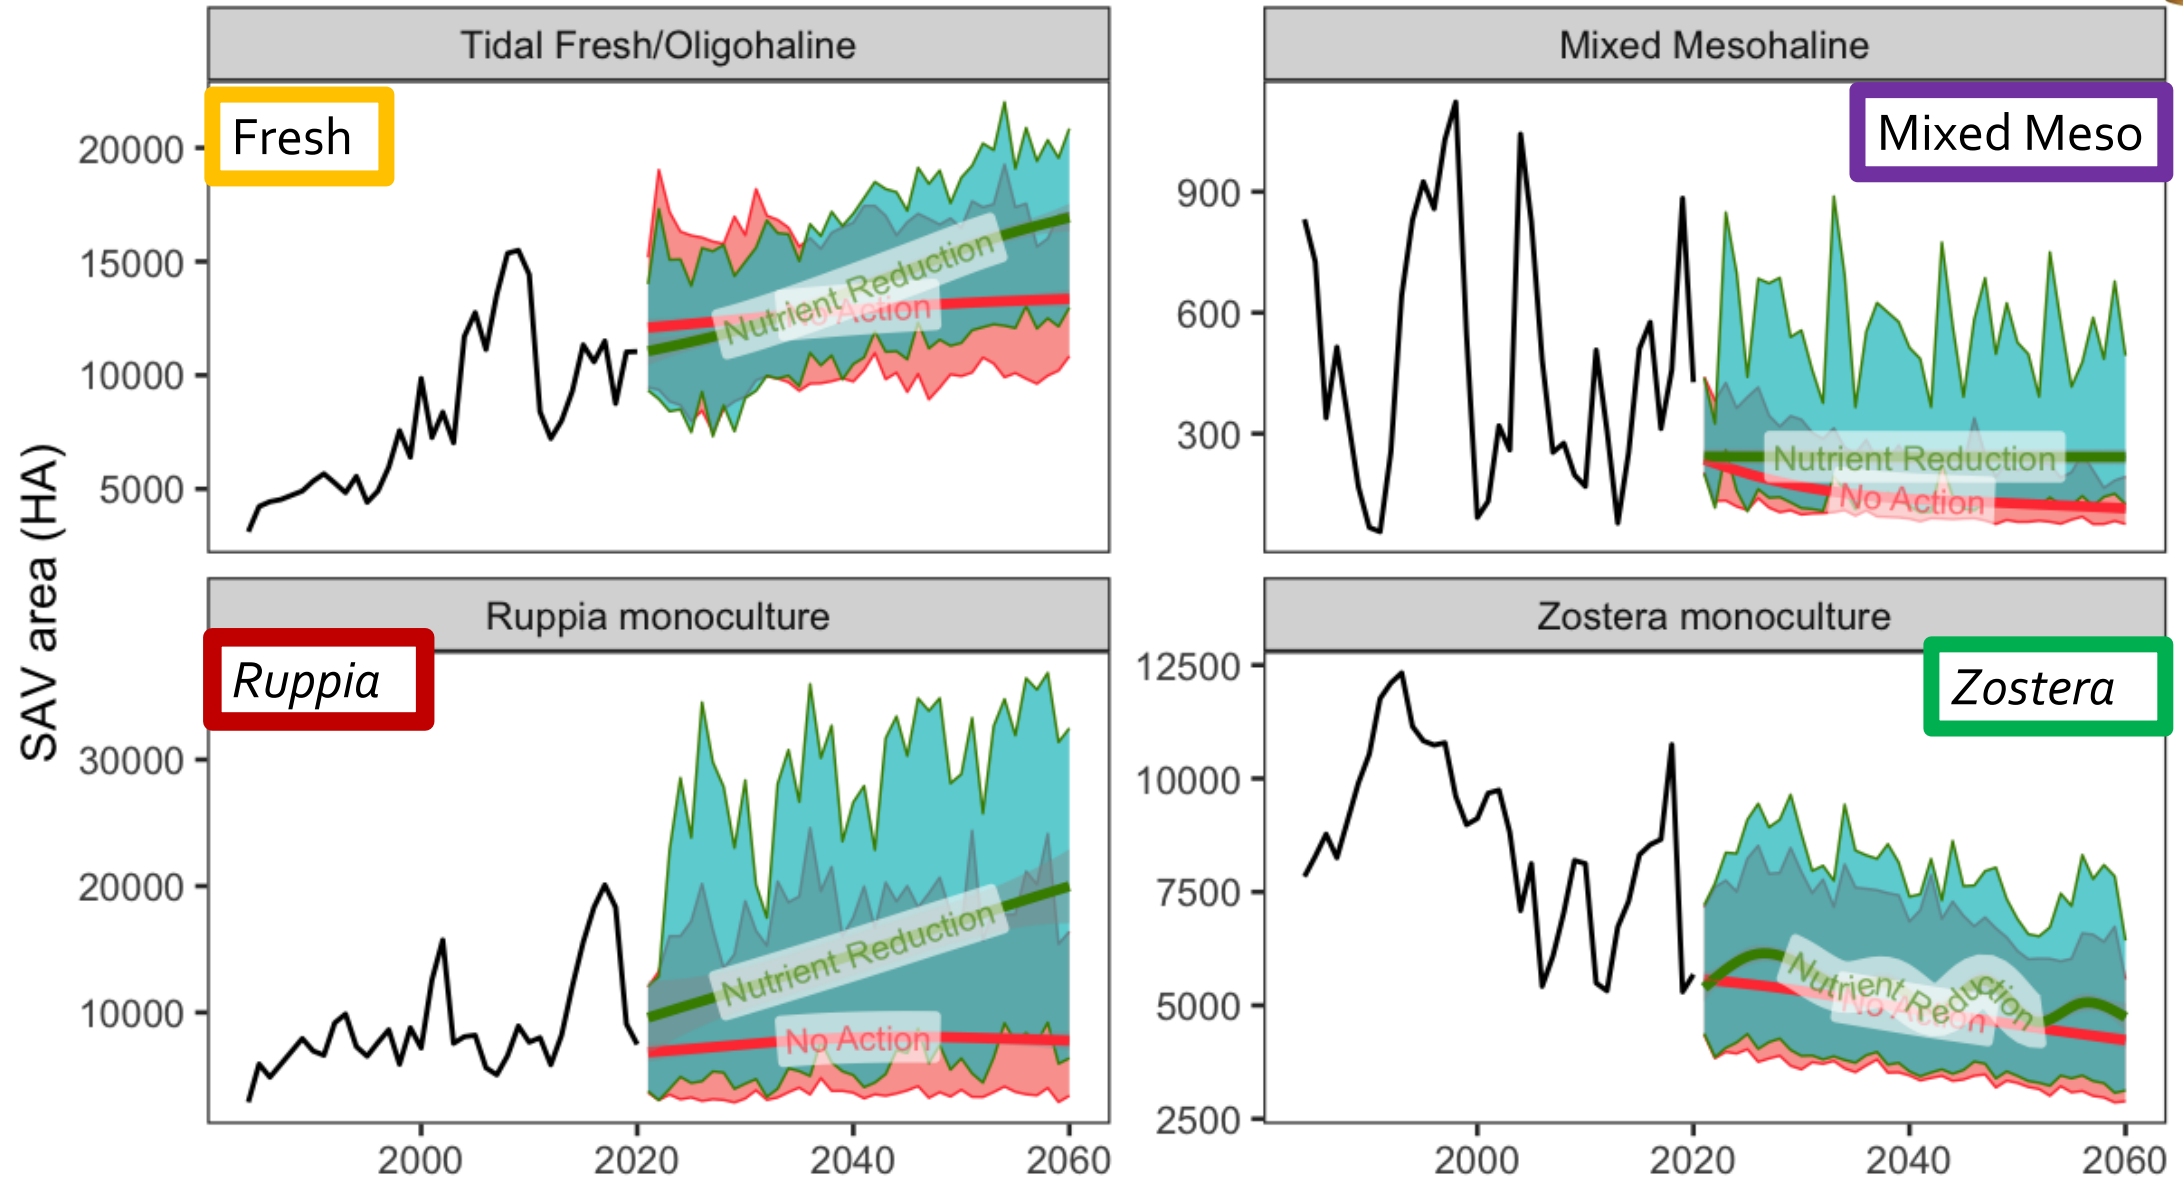 SAV area (HA)
Tidal Fresh/Oligohaline
Fresh
20000
15000
10000
5000
Nutrient Reduction
No Action
Mixed Mesohaline
Mixed Meso
900
600
300
Nutrient Reduction
No Action
Ruppia monoculture
Ruppia
30000
20000
10000
Nutrient Reduction
No Action
2000 2020 2040 2060
Zostera monoculture
Zostera
12500
10000
7500
5000
2500
Nutrient Reduction
No Action
2000 2020 2040 2060